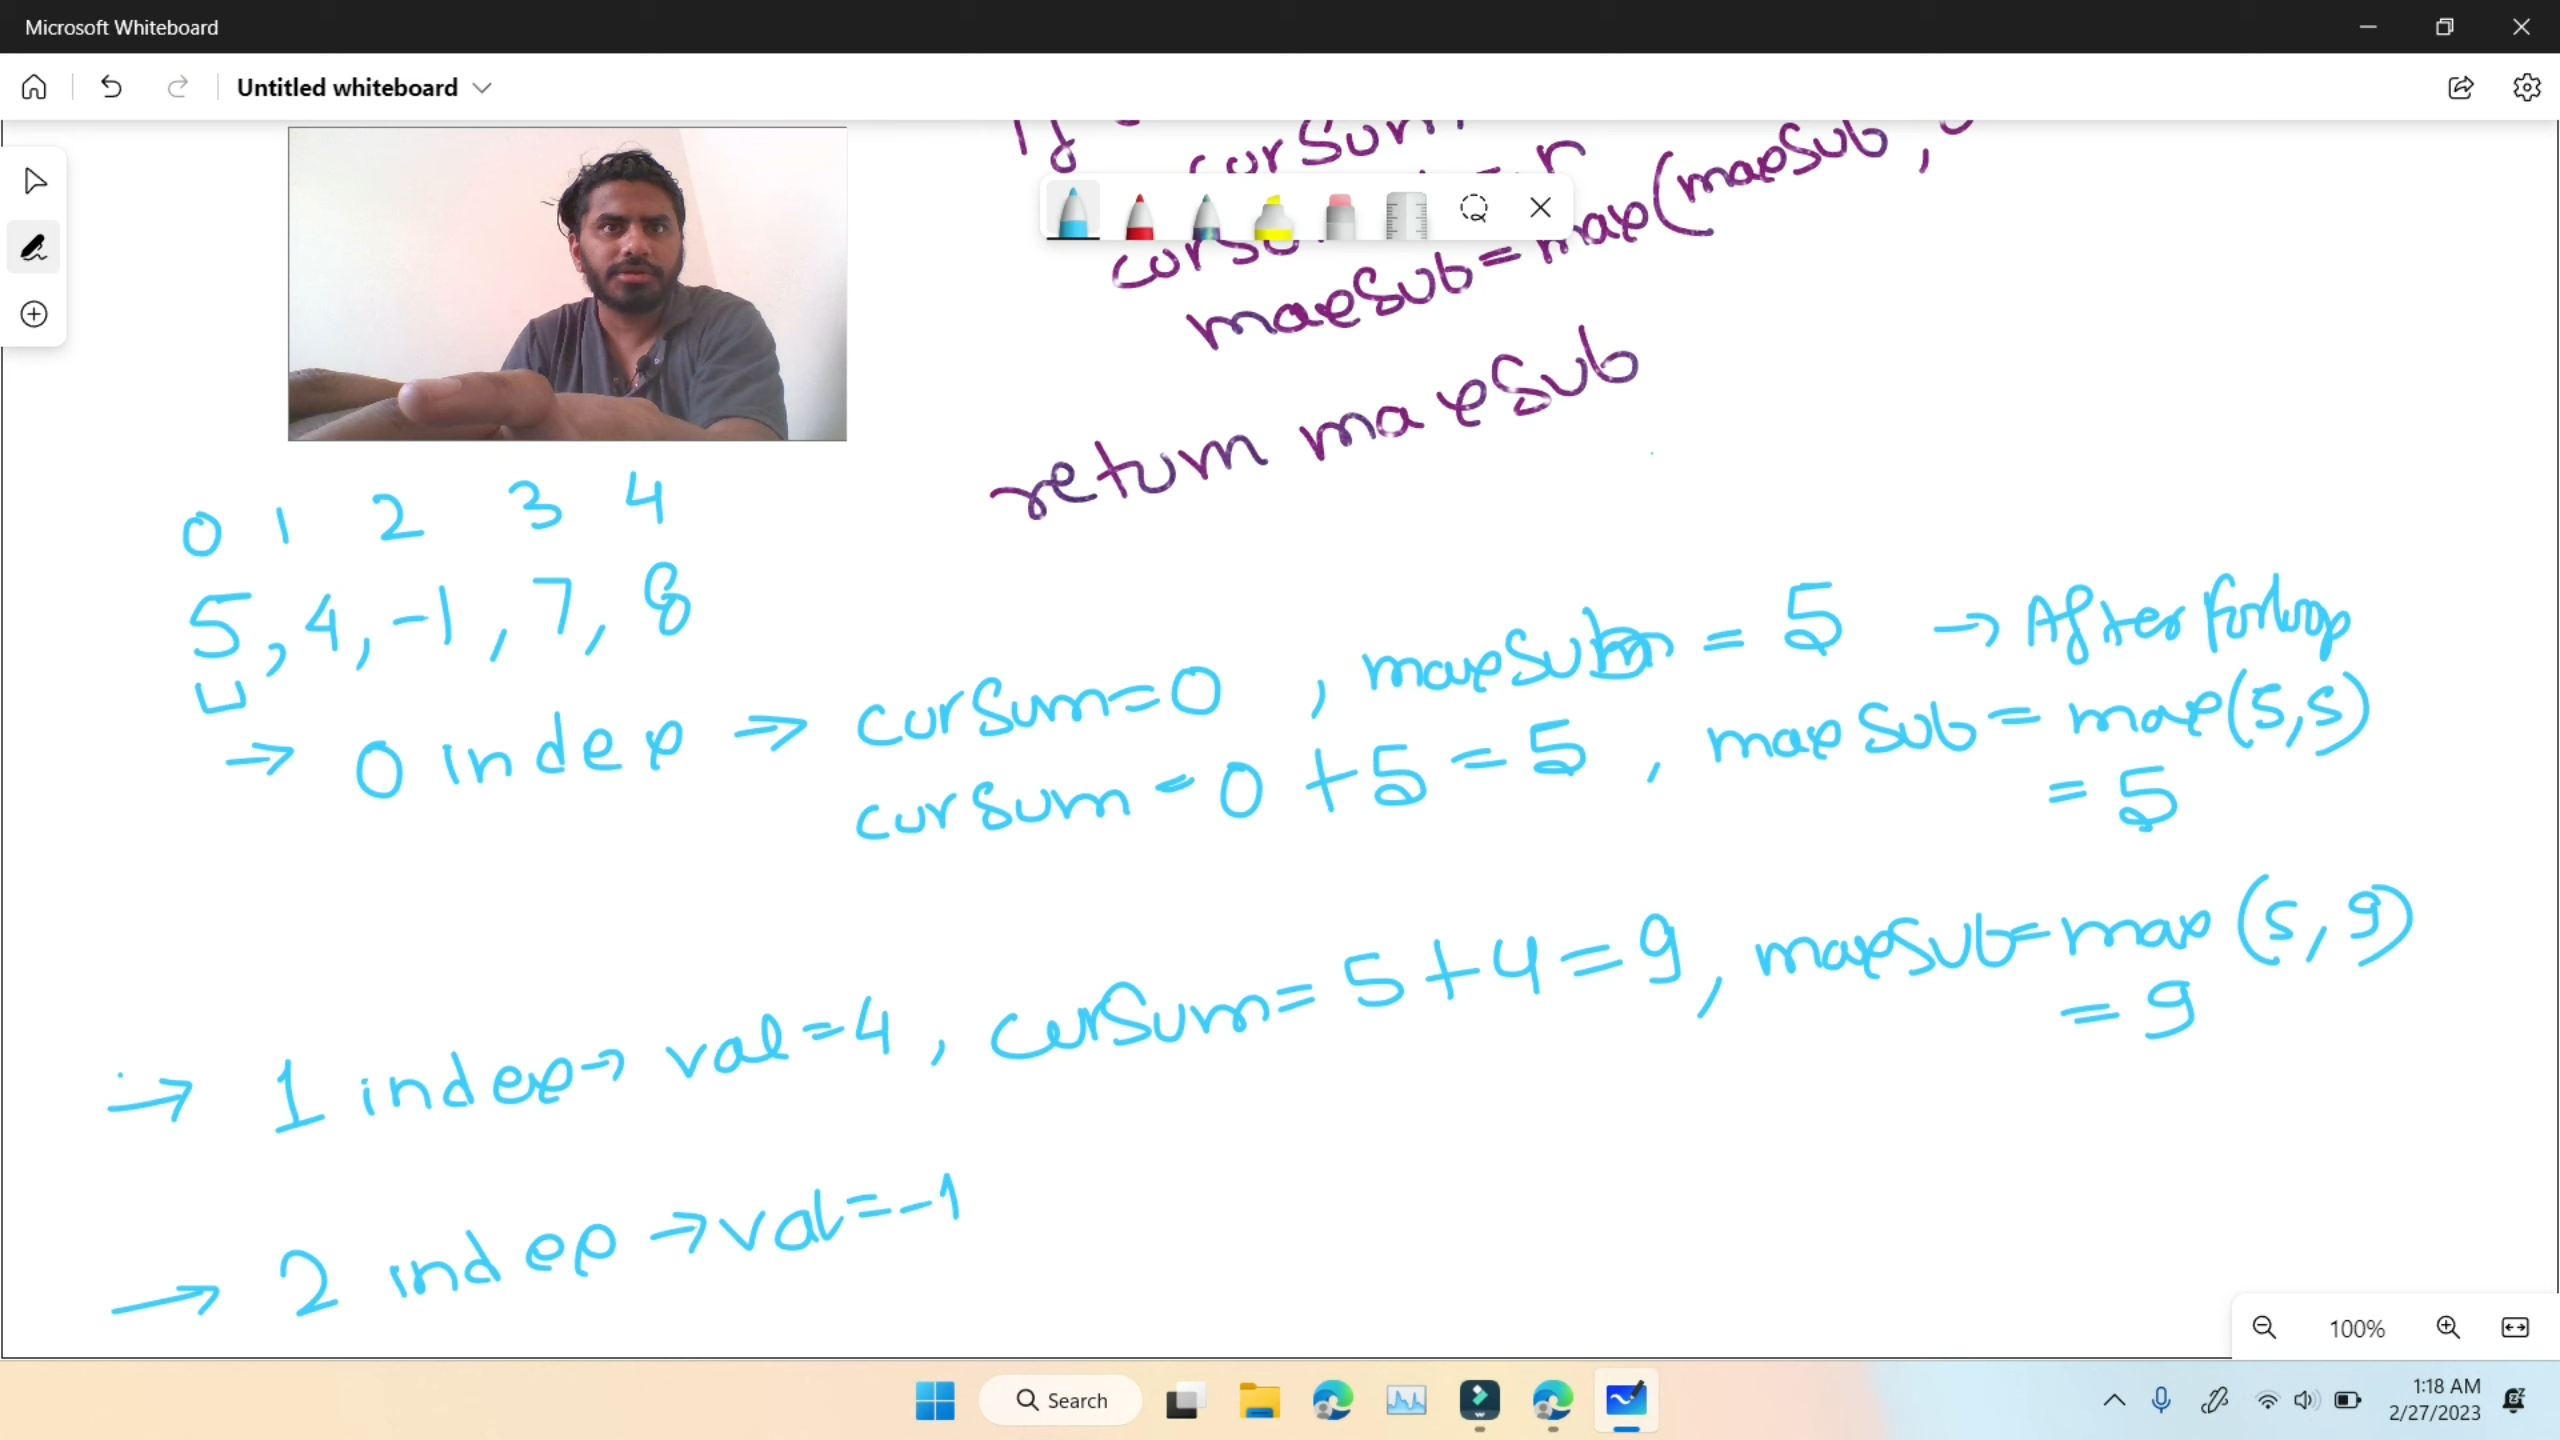 Microsoft Whiteboard
Untitled whiteboard
if
curSum
maxSub = max(maxSub,
return maxSub
0 1 2 3 4
5, 4, -1, 7, 8
→ 0 index → curSum=0 , maxSub = 5 → After forloop
curSum = 0 + 5 = 5 , maxSub = max(5,5)
= 5
→ 1 index → val=4 , curSum= 5+4=9, maxSub=max (5, 9)
= 9
→ 2 index → val=-1
100%
Search
1:18 AM
2/27/2023